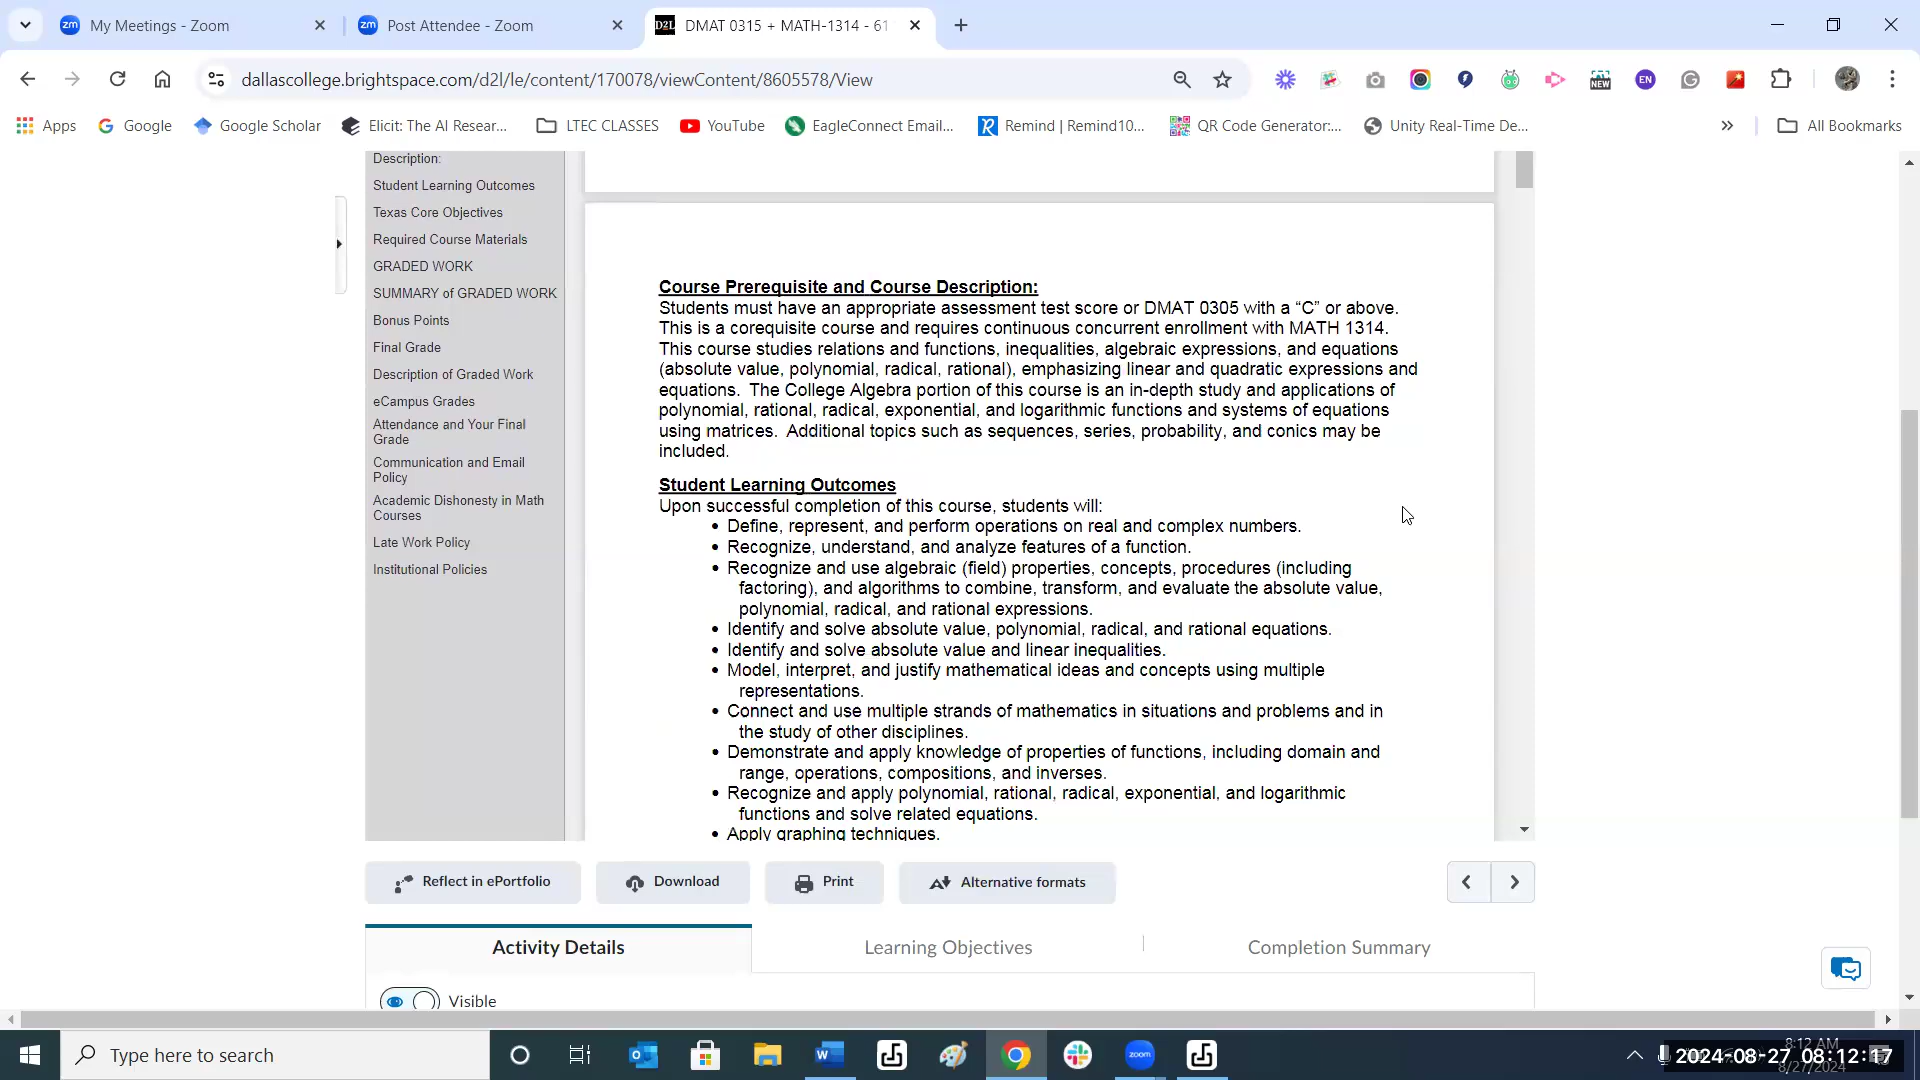 My Meetings - Zoom
Post Attendee - Zoom
DMAT 0315 + MATH-1314 - 61
dallascollege.brightspace.com/d2l/le/content/170078/viewContent/8605578/View
Apps
Google
Google Scholar
Elicit: The AI Resear...
LTEC CLASSES
YouTube
EagleConnect Email...
Remind | Remind10...
QR Code Generator:...
Unity Real-Time De...
All Bookmarks
Description:
Student Learning Outcomes
Texas Core Objectives
Required Course Materials
GRADED WORK
SUMMARY of GRADED WORK
Bonus Points
Final Grade
Description of Graded Work
eCampus Grades
Attendance and Your Final
Grade
Communication and Email
Policy
Academic Dishonesty in Math
Courses
Late Work Policy
Institutional Policies
Course Prerequisite and Course Description:
Students must have an appropriate assessment test score or DMAT 0305 with a “C” or above.
This is a corequisite course and requires continuous concurrent enrollment with MATH 1314.
This course studies relations and functions, inequalities, algebraic expressions, and equations
(absolute value, polynomial, radical, rational), emphasizing linear and quadratic expressions and
equations. The College Algebra portion of this course is an in-depth study and applications of
polynomial, rational, radical, exponential, and logarithmic functions and systems of equations
using matrices. Additional topics such as sequences, series, probability, and conics may be
included.
Student Learning Outcomes
Upon successful completion of this course, students will:
• Define, represent, and perform operations on real and complex numbers.
• Recognize, understand, and analyze features of a function.
• Recognize and use algebraic (field) properties, concepts, procedures (including
factoring), and algorithms to combine, transform, and evaluate the absolute value,
polynomial, radical, and rational expressions.
• Identify and solve absolute value, polynomial, radical, and rational equations.
• Identify and solve absolute value and linear inequalities.
• Model, interpret, and justify mathematical ideas and concepts using multiple
representations.
• Connect and use multiple strands of mathematics in situations and problems and in
the study of other disciplines.
• Demonstrate and apply knowledge of properties of functions, including domain and
range, operations, compositions, and inverses.
• Recognize and apply polynomial, rational, radical, exponential, and logarithmic
functions and solve related equations.
• Apply graphing techniques.
Reflect in ePortfolio
Download
Print
Alternative formats
Activity Details
Learning Objectives
Completion Summary
Visible
Type here to search
8:12 AM
2024-08-27 08:12:17
8/27/2024